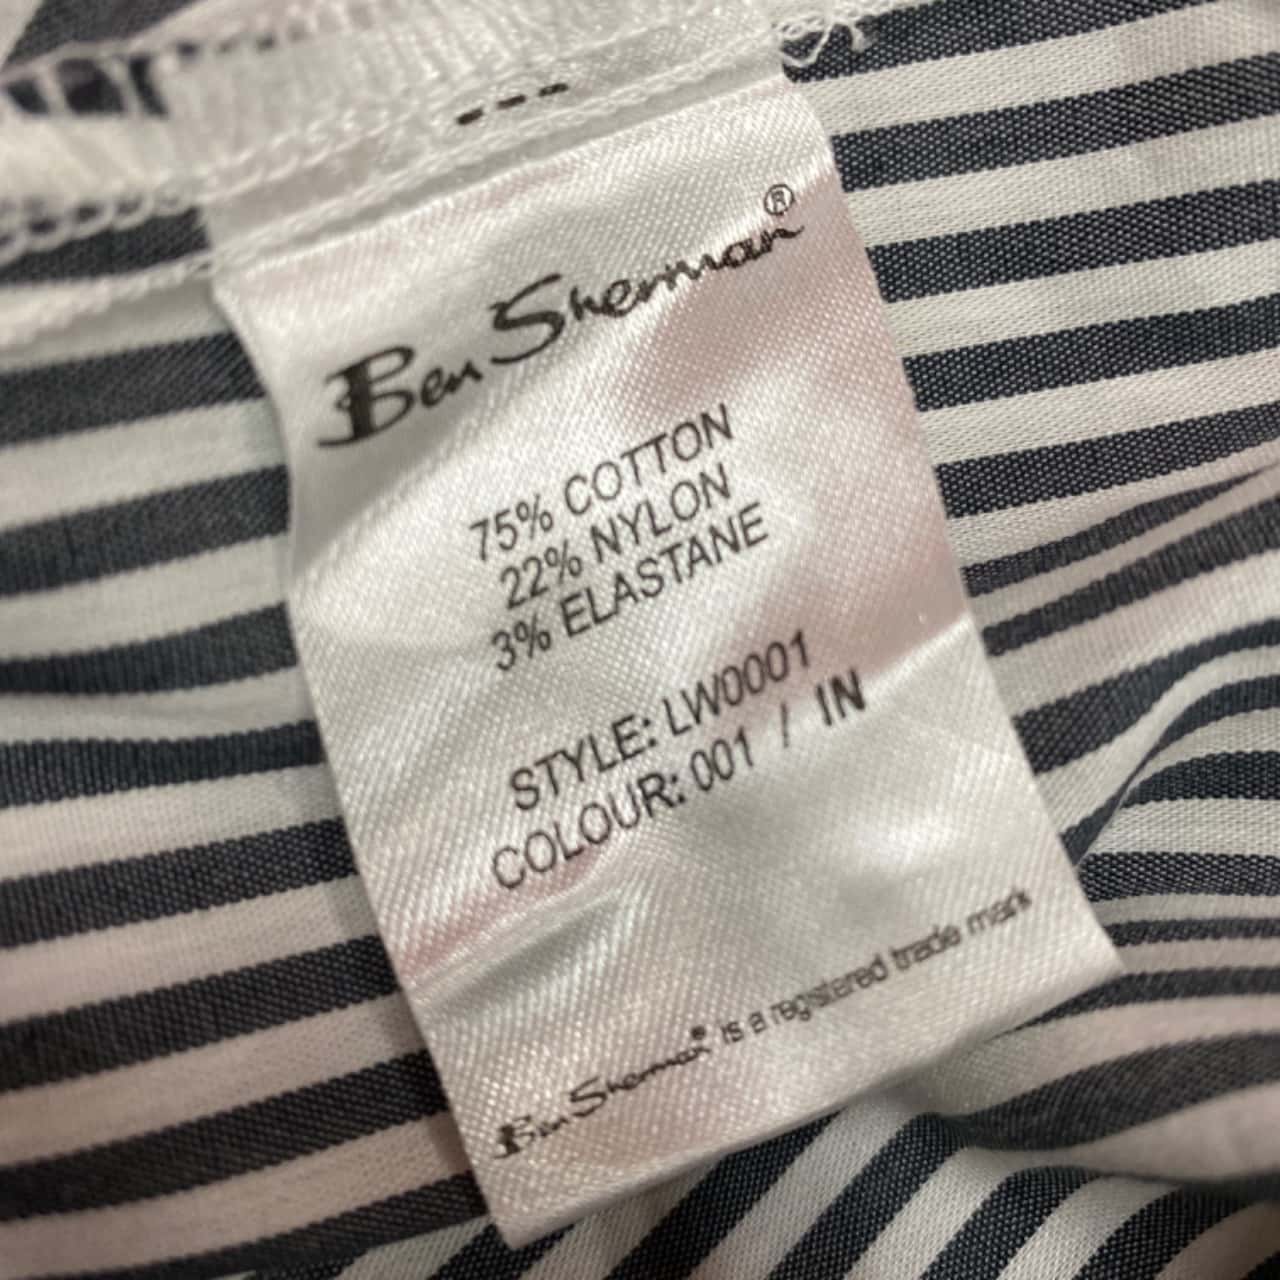 Ben Sherman®
75% COTTON
22% NYLON
3% ELASTANE
STYLE: LW0001
COLOUR: 001 / IN
Ben Sherman® is a registered trade mark